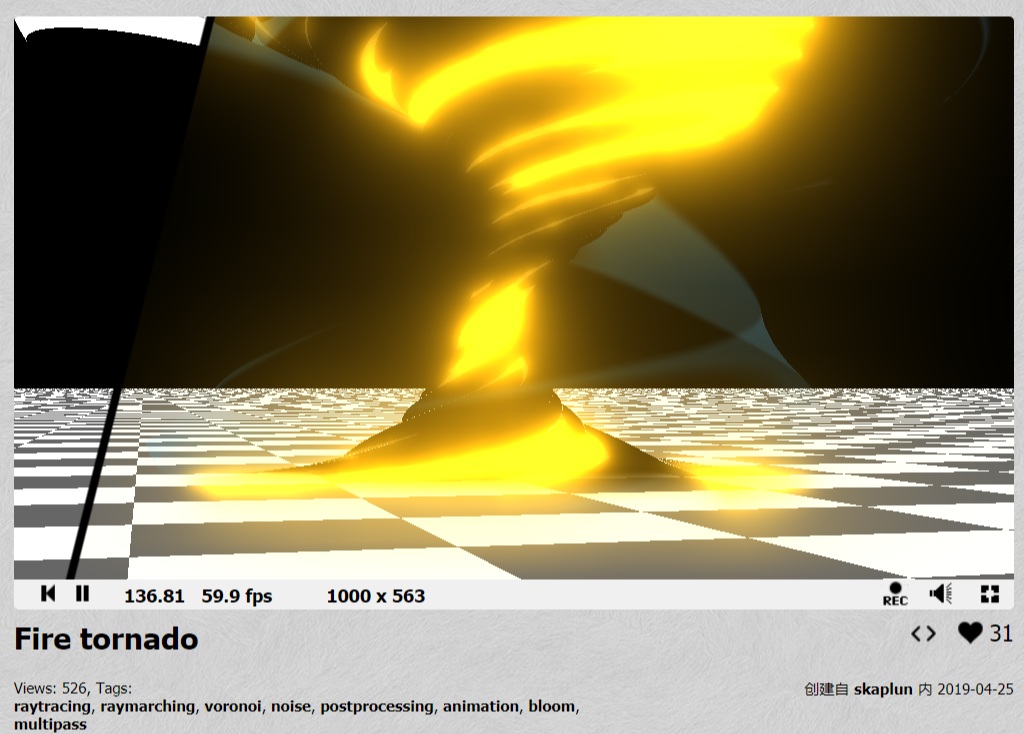 136.81 59.9 fps 1000 x 563 REC
Fire tornado 31
Views: 526, Tags:
raytracing, raymarching, voronoi, noise, postprocessing, animation, bloom,
multipass
创建自 skaplun 内 2019-04-25